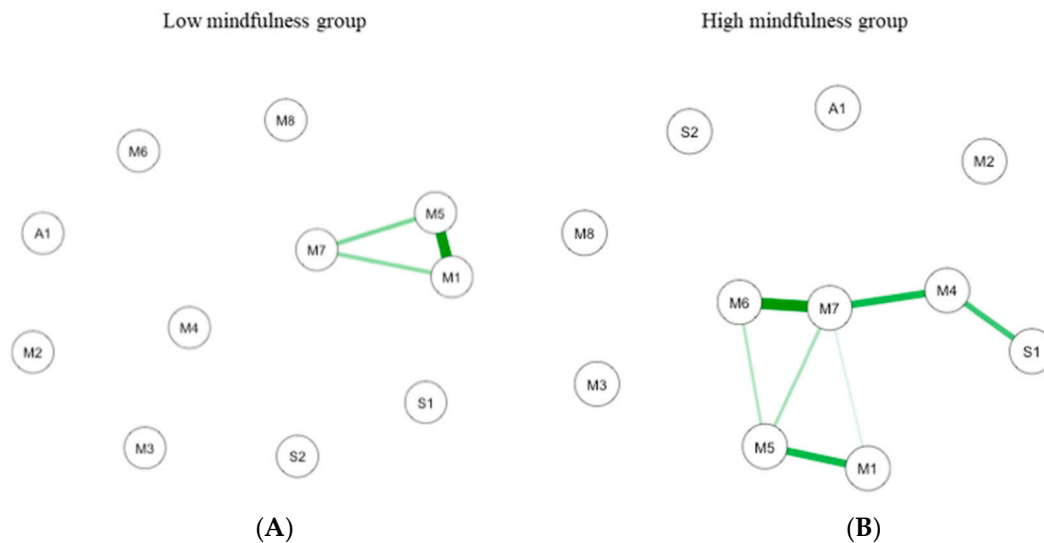 Low mindfulness group
High mindfulness group
M8
M6
M5
A1
M7
M1
M4
M2
S1
M3
S2
A1
S2
M2
M8
M4
M6
M7
S1
M3
M5
M1
(A)
(B)